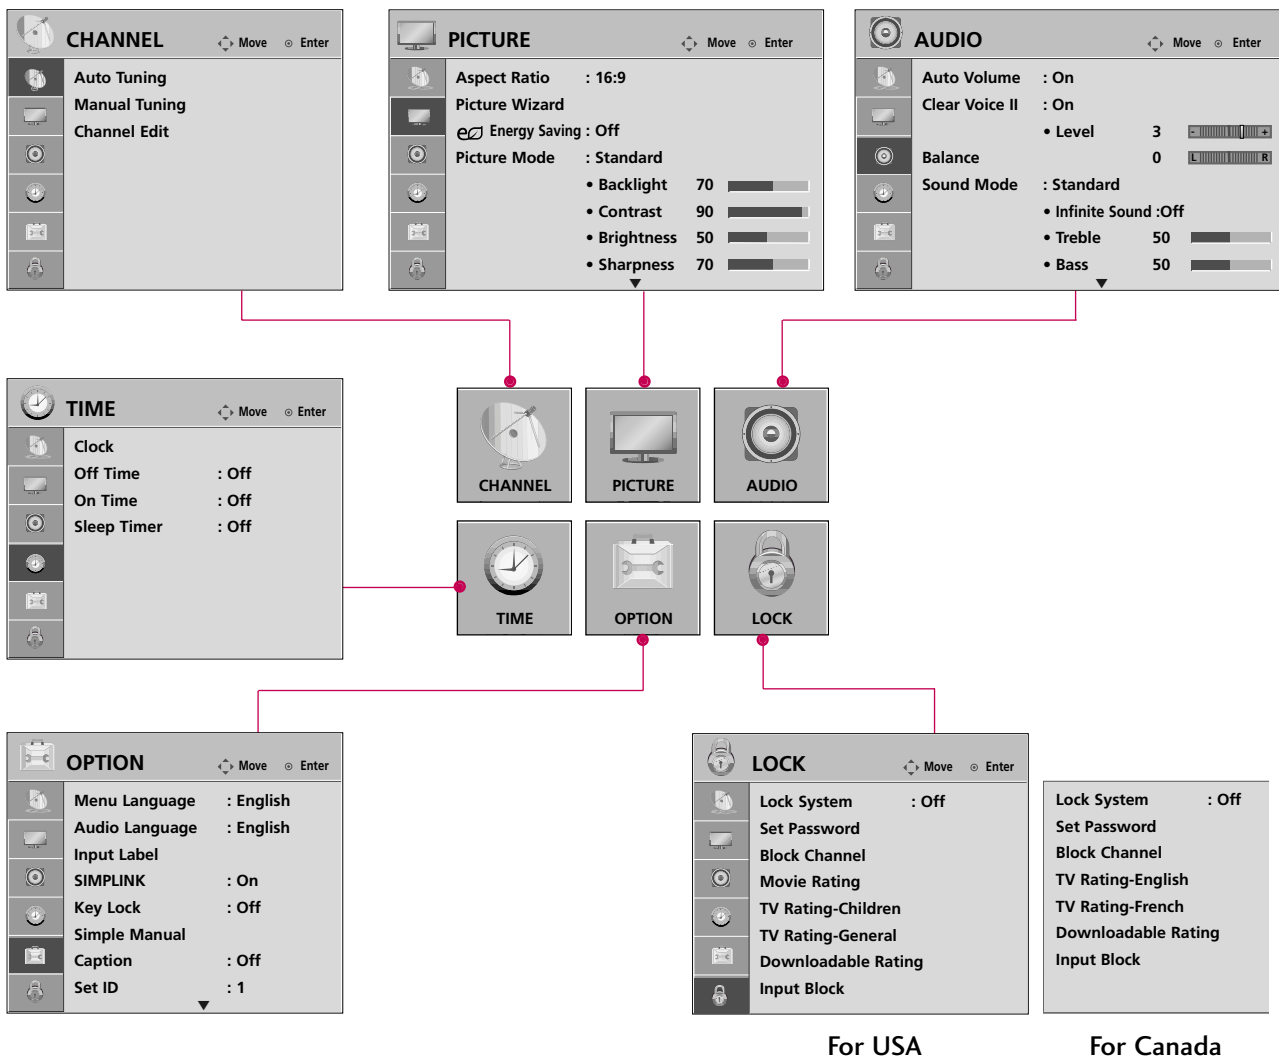 CHANNEL Move Enter
Auto Tuning
Manual Tuning
Channel Edit
PICTURE Move Enter
Aspect Ratio : 16:9
Picture Wizard
Energy Saving : Off
Picture Mode : Standard
• Backlight 70
• Contrast 90
• Brightness 50
• Sharpness 70
AUDIO Move Enter
Auto Volume : On
Clear Voice II : On
• Level 3 - +
Balance 0 L R
Sound Mode : Standard
• Infinite Sound :Off
• Treble 50
• Bass 50
TIME Move Enter
Clock
Off Time : Off
On Time : Off
Sleep Timer : Off
CHANNEL
PICTURE
AUDIO
TIME
OPTION
LOCK
OPTION Move Enter
Menu Language : English
Audio Language : English
Input Label
SIMPLINK : On
Key Lock : Off
Simple Manual
Caption : Off
Set ID : 1
LOCK Move Enter
Lock System : Off
Set Password
Block Channel
Movie Rating
TV Rating-Children
TV Rating-General
Downloadable Rating
Input Block
For USA
Lock System : Off
Set Password
Block Channel
TV Rating-English
TV Rating-French
Downloadable Rating
Input Block
For Canada